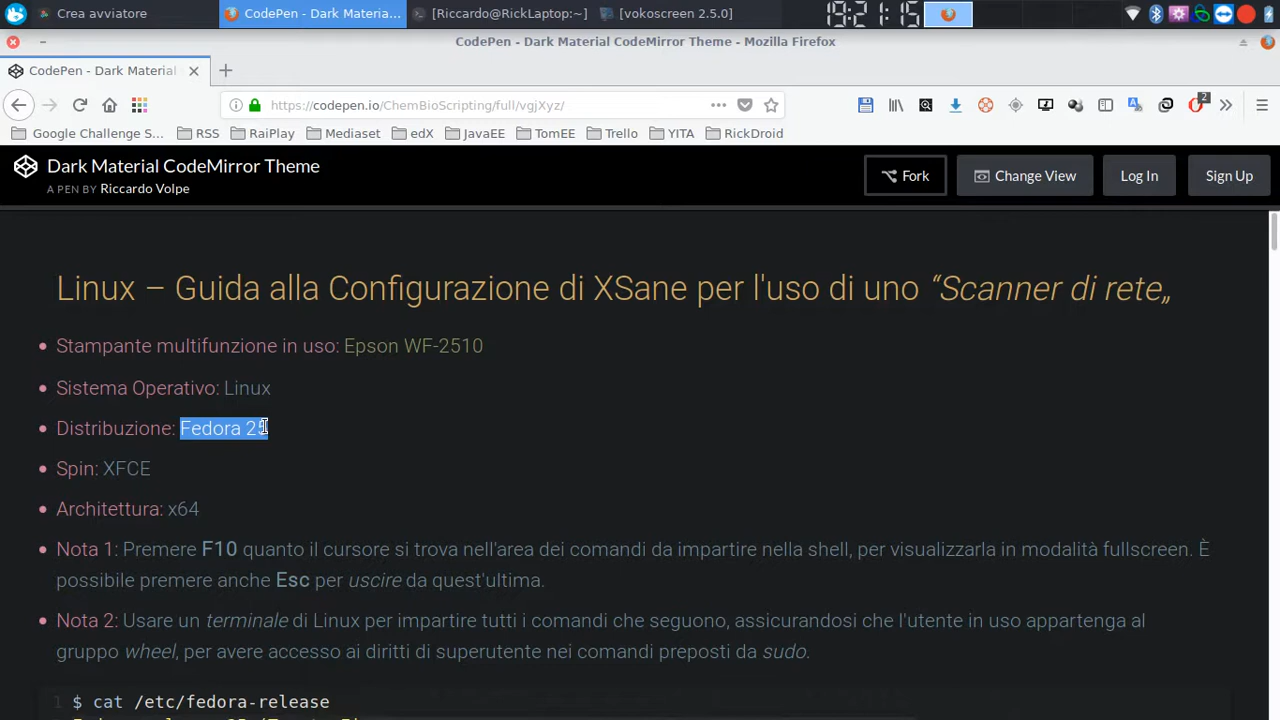 Crea avviatore
CodePen - Dark Materia...
[Riccardo@RickLaptop:~]
[vokoscreen 2.5.0]
19:21:15
CodePen - Dark Material CodeMirror Theme - Mozilla Firefox
CodePen - Dark Material
https://codepen.io/ChemBioScripting/full/vgjXyz/
2
Google Challenge S...
RSS
RaiPlay
Mediaset
edX
JavaEE
TomEE
Trello
YITA
RickDroid
Dark Material CodeMirror Theme
A PEN BY Riccardo Volpe
Fork
Change View
Log In
Sign Up
Linux – Guida alla Configurazione di XSane per l'uso di uno “Scanner di rete„
Stampante multifunzione in uso: Epson WF-2510
Sistema Operativo: Linux
Distribuzione: Fedora 25
Spin: XFCE
Architettura: x64
Nota 1: Premere F10 quanto il cursore si trova nell'area dei comandi da impartire nella shell, per visualizzarla in modalità fullscreen. È
possibile premere anche Esc per uscire da quest'ultima.
Nota 2: Usare un terminale di Linux per impartire tutti i comandi che seguono, assicurandosi che l'utente in uso appartenga al
gruppo wheel, per avere accesso ai diritti di superutente nei comandi preposti da sudo.
1 $ cat /etc/fedora-release